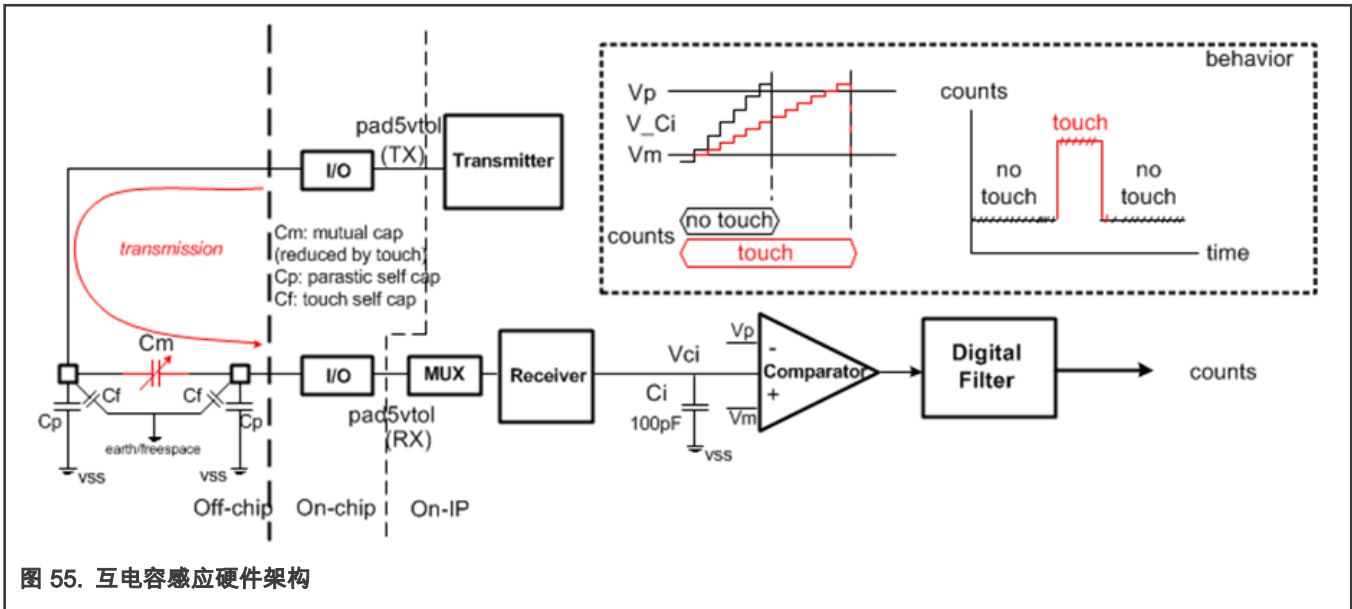 behavior
Vp
V_Ci
Vm
counts
no touch
touch
counts
no
touch
touch
no
touch
time
pad5vtol
(TX)
I/O
Transmitter
transmission
Cm: mutual cap
(reduced by touch)
Cp: parastic self cap
Cf: touch self cap
Cm
Cf
Cf
Cp
Cp
earth/freespace
vss
vss
I/O
pad5vtol
(RX)
MUX
Receiver
Vci
Ci
100pF
vss
Vp
-
Comparator
+
Vm
Digital
Filter
counts
Off-chip
On-chip
On-IP
图 55. 互电容感应硬件架构